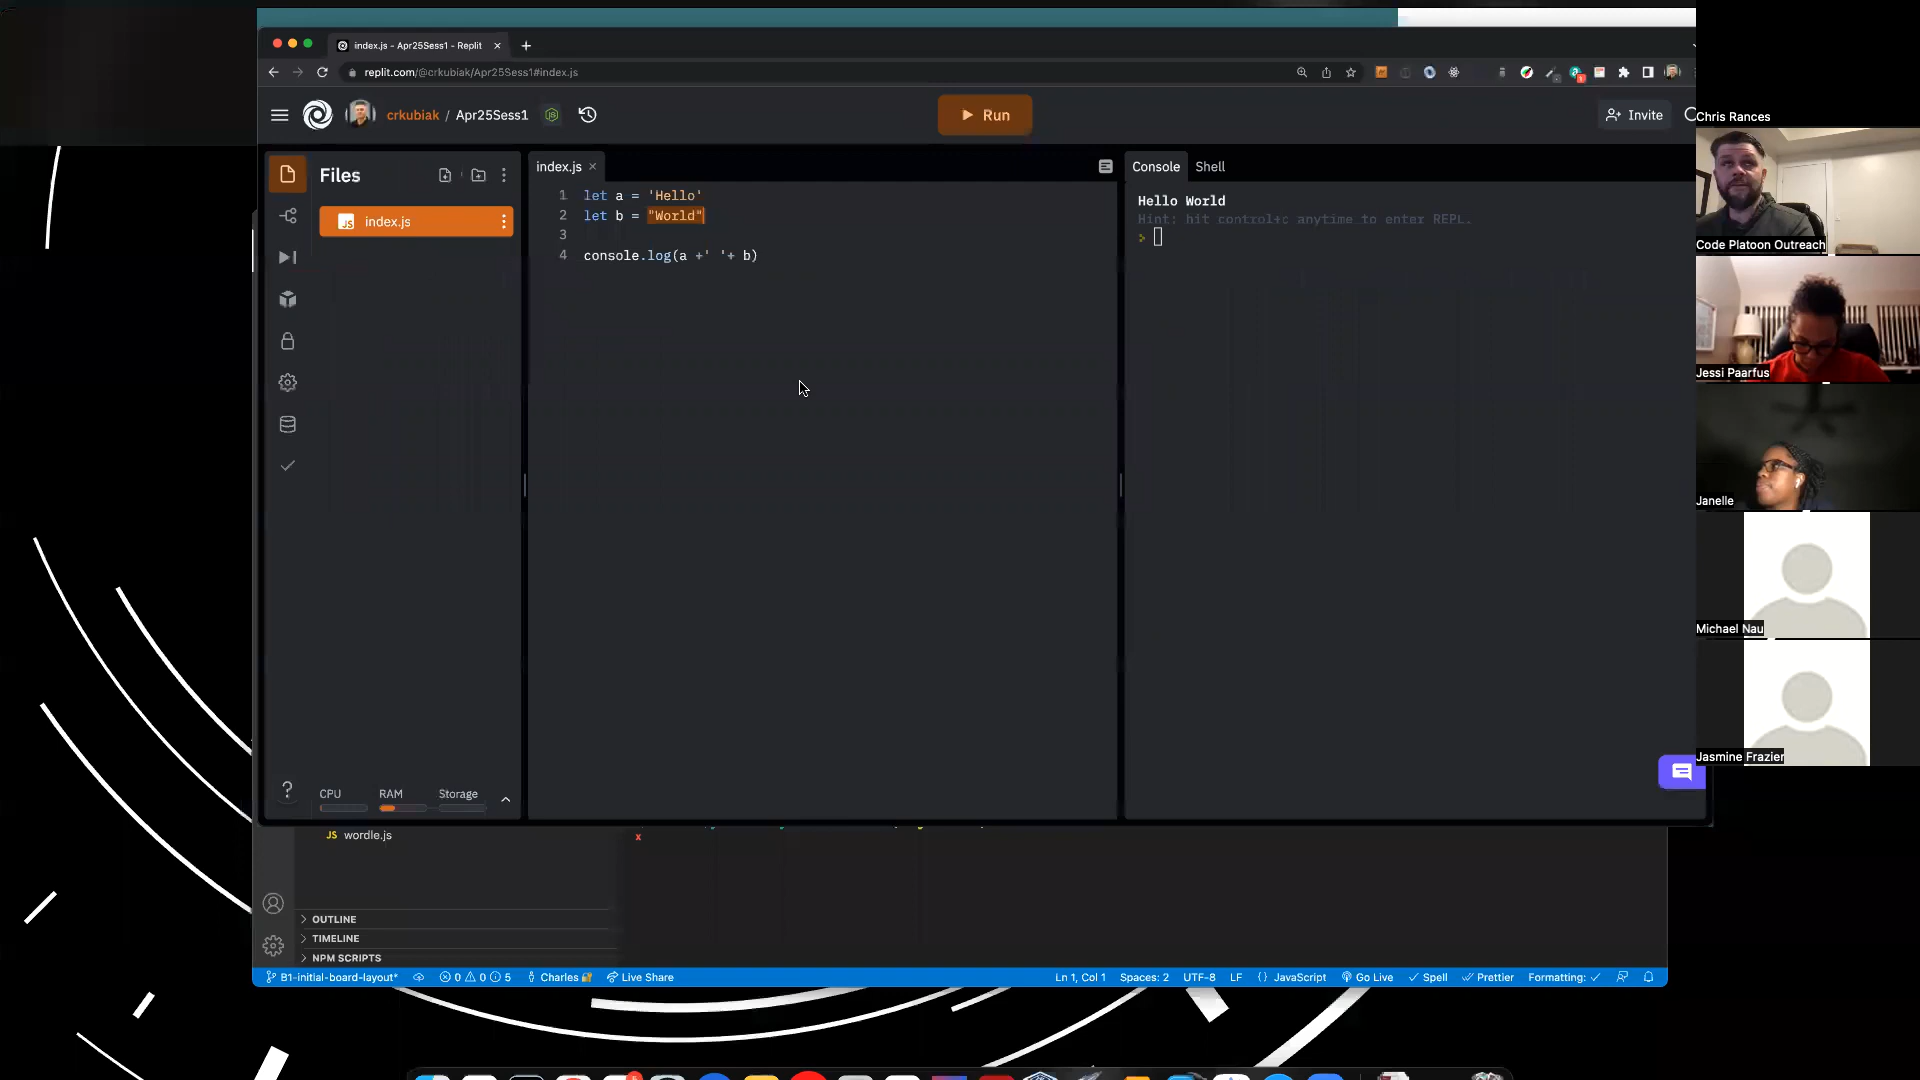 index.js - Apr25Sess1 - Replit
replit.com/@crkubiak/Apr25Sess1#index.js
crkubiak / Apr25Sess1
Run
Invite
Files
index.js
index.js
1 let a = 'Hello'
2 let b = "World"
3
4 console.log(a +' '+ b)
Console Shell
Hello World
Hint: hit control+c anytime to enter REPL.
>
Chris Rances
Code Platoon Outreach
Jessi Paarfus
Janelle
Michael Nau
Jasmine Frazier
?
CPU RAM Storage
JS wordle.js
x
OUTLINE
TIMELINE
NPM SCRIPTS
B1-initial-board-layout* 0 0 5 Charles Live Share Ln 1, Col 1 Spaces: 2 UTF-8 LF JavaScript Go Live Spell Prettier Formatting: